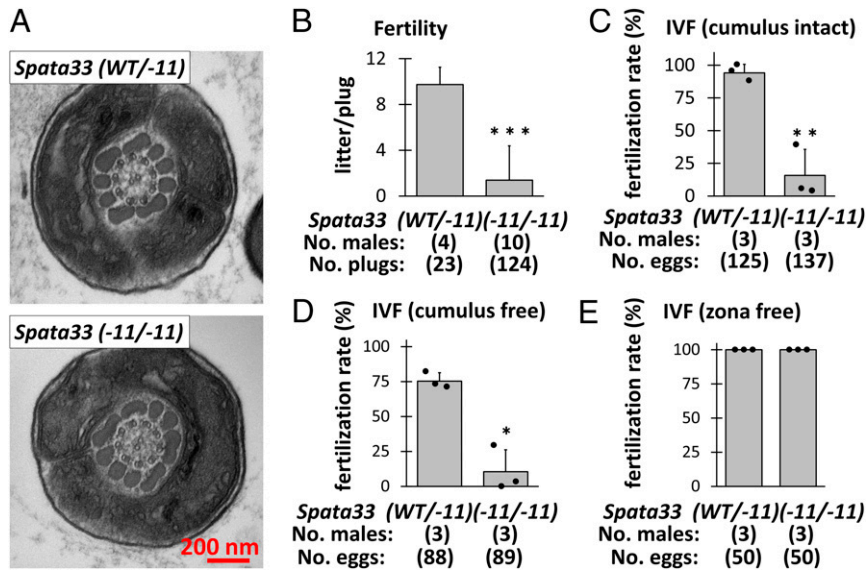 A
Spata33 (WT/-11)
Spata33 (-11/-11)
200 nm
B
Fertility
litter/plug
12
8
4
0
***
Spata33 (WT/-11)(-11/-11)
No. males: (4) (10)
No. plugs: (23) (124)
C
IVF (cumulus intact)
fertilization rate (%)
100
75
50
25
0
**
Spata33 (WT/-11)(-11/-11)
No. males: (3) (3)
No. eggs: (125) (137)
D
IVF (cumulus free)
fertilization rate (%)
100
75
50
25
0
*
Spata33 (WT/-11)(-11/-11)
No. males: (3) (3)
No. eggs: (88) (89)
E
IVF (zona free)
fertilization rate (%)
100
75
50
25
0
Spata33 (WT/-11)(-11/-11)
No. males: (3) (3)
No. eggs: (50) (50)